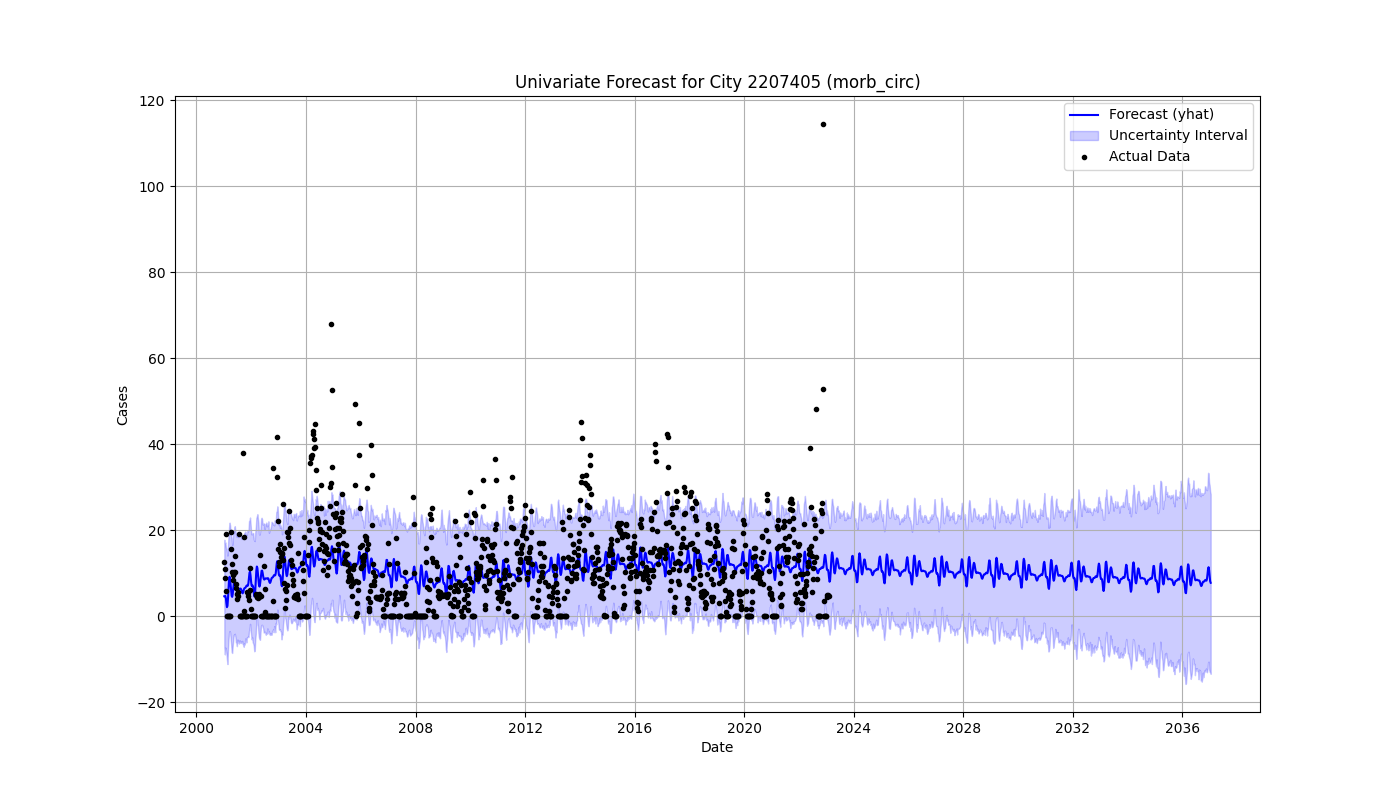 Univariate Forecast for City 2207405 (morb_circ)
Forecast (yhat)
Uncertainty Interval
Actual Data
120
100
80
60
40
20
0
−20
Cases
2000 2004 2008 2012 2016 2020 2024 2028 2032 2036
Date